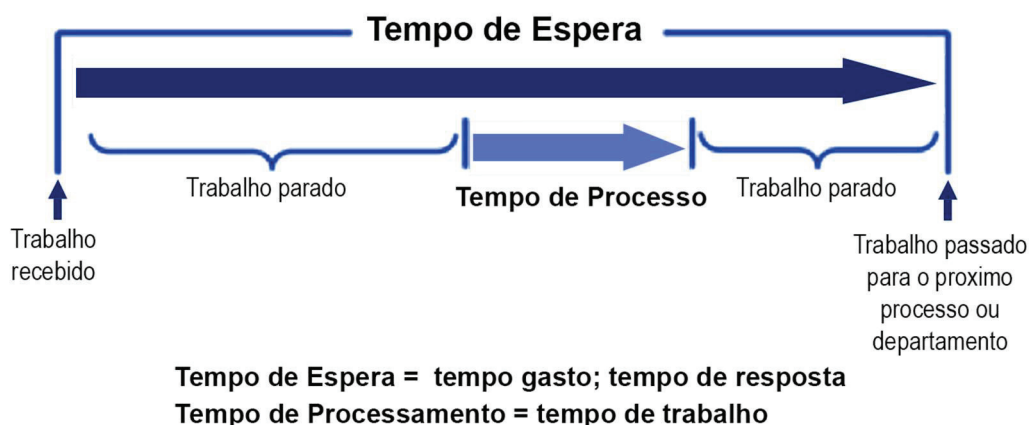 Tempo de Espera
Trabalho parado
Tempo de Processo
Trabalho parado
Trabalho
recebido
Trabalho passado
para o proximo
processo ou
departamento
Tempo de Espera = tempo gasto; tempo de resposta
Tempo de Processamento = tempo de trabalho